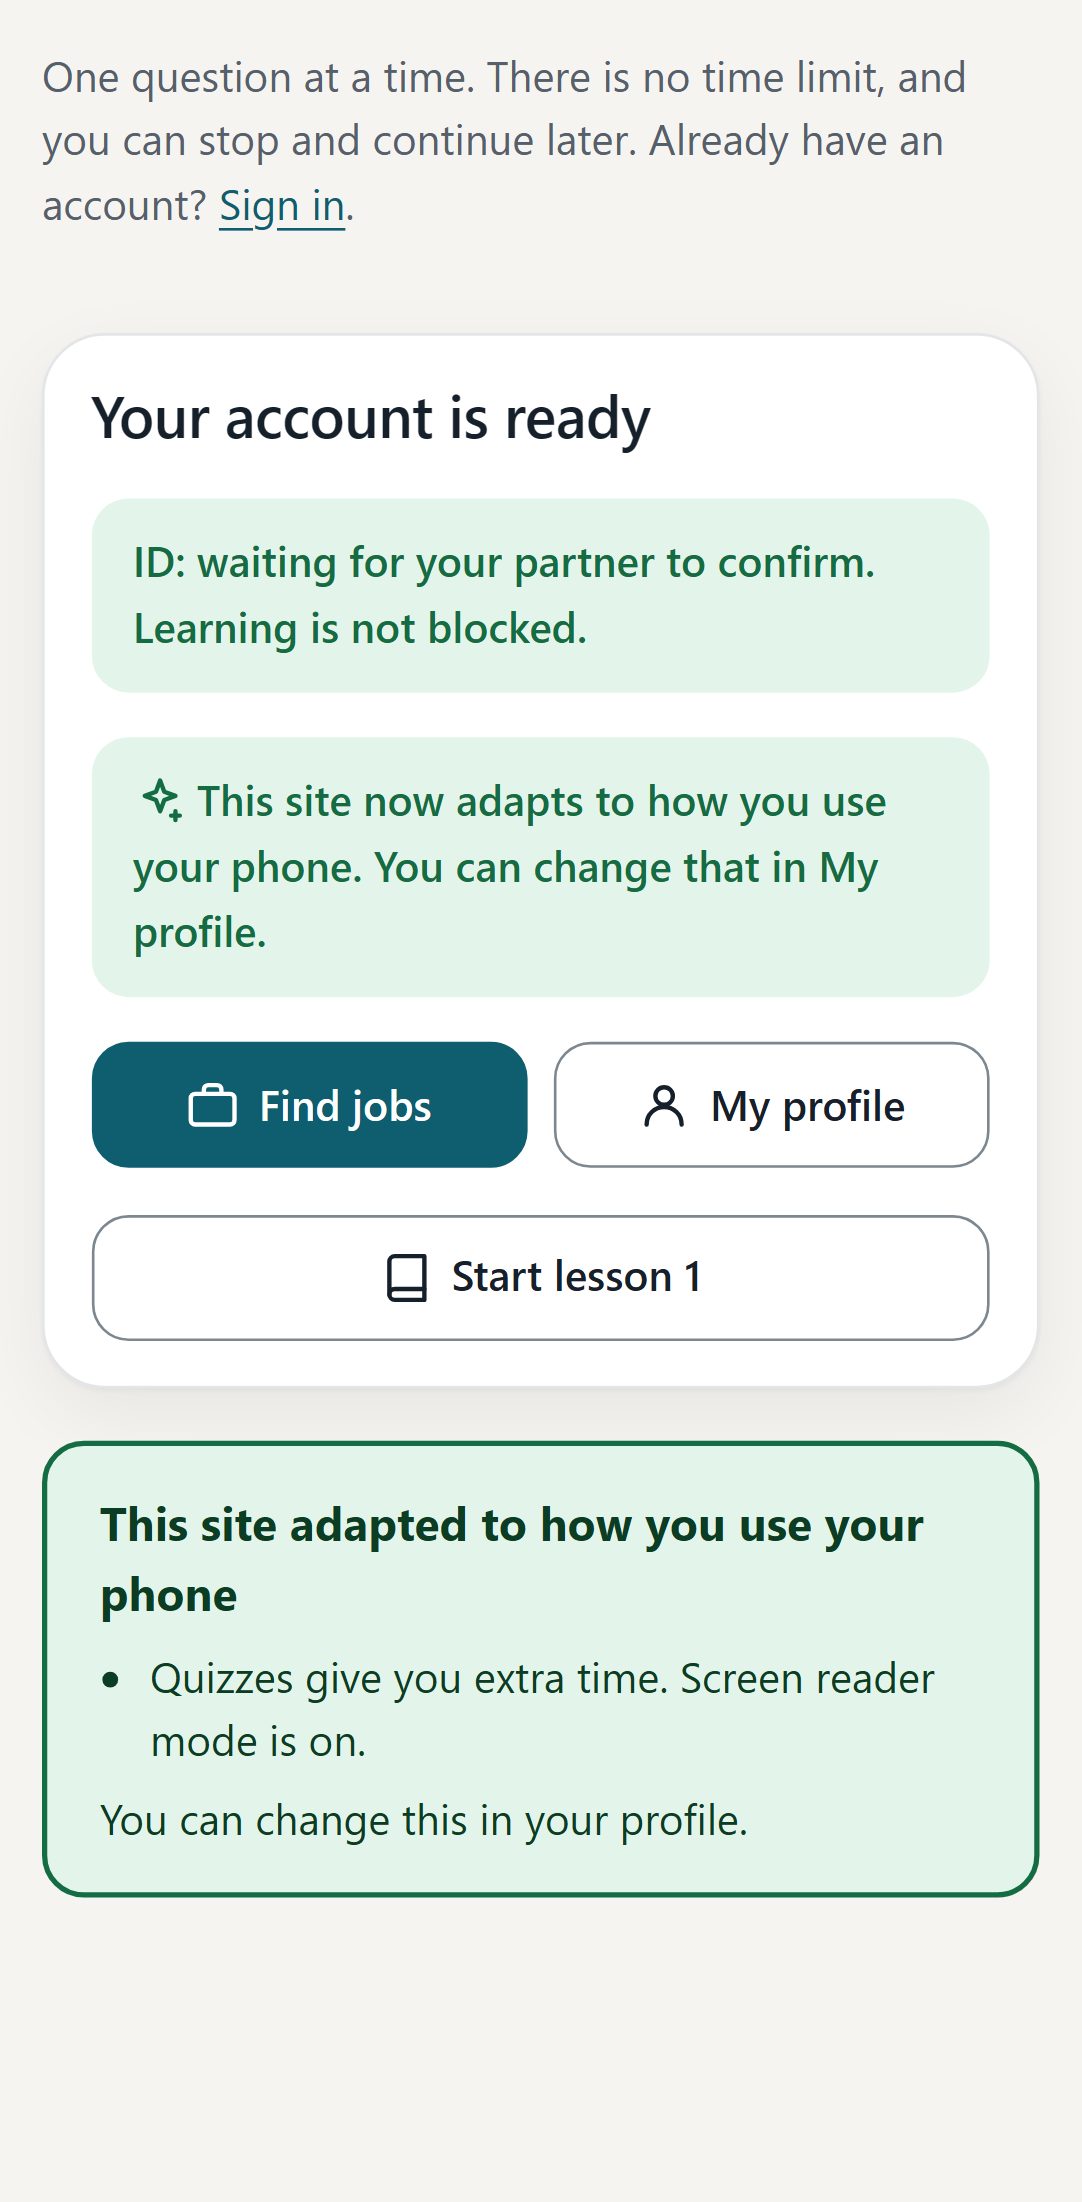 One question at a time. There is no time limit, and
you can stop and continue later. Already have an
account? Sign in.
Your account is ready
ID: waiting for your partner to confirm.
Learning is not blocked.
This site now adapts to how you use
your phone. You can change that in My
profile.
Find jobs
My profile
Start lesson 1
This site adapted to how you use your
phone
• Quizzes give you extra time. Screen reader
mode is on.
You can change this in your profile.